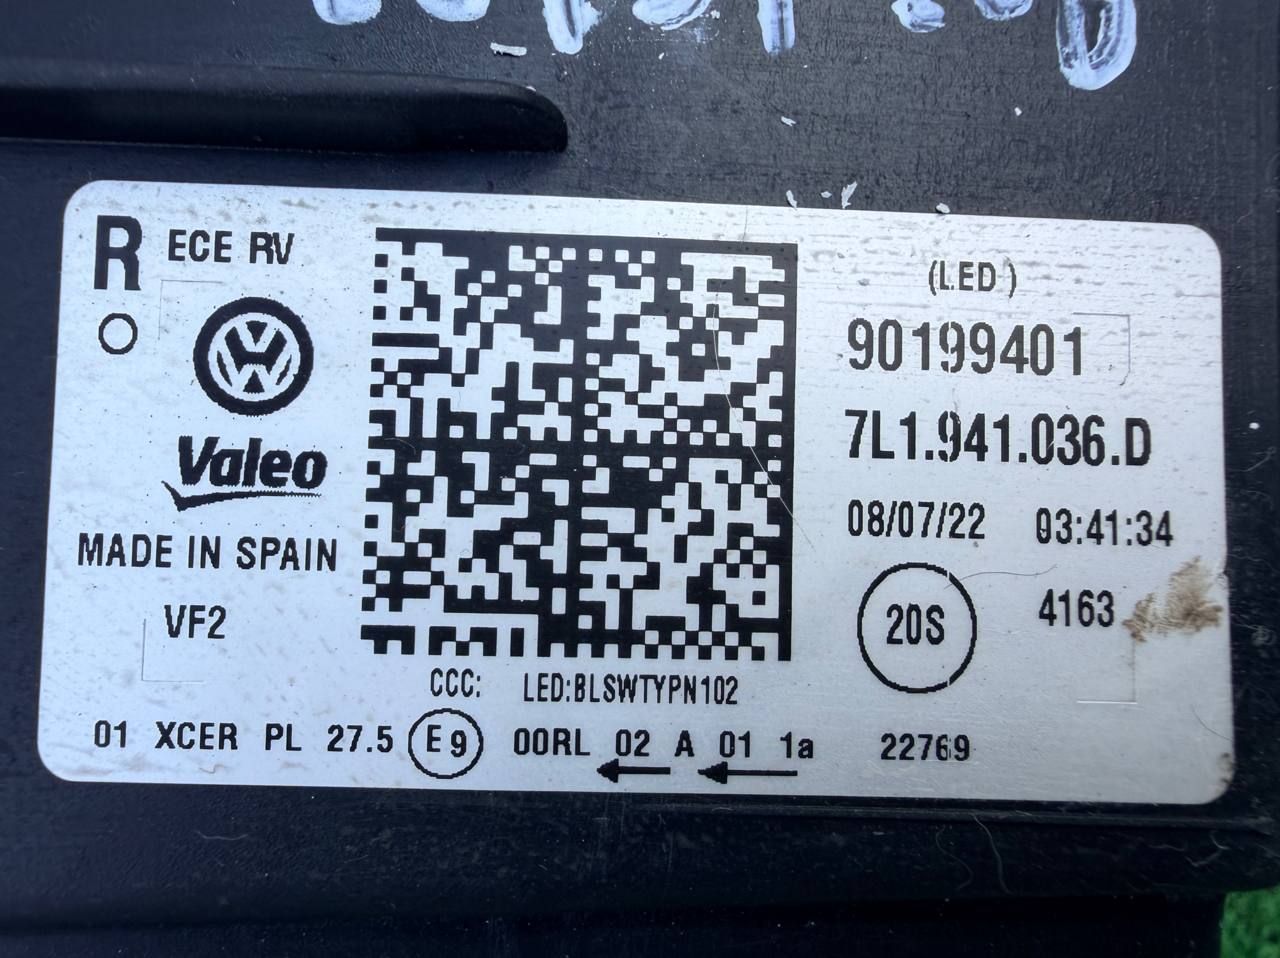 R ECE RV
(LED)
90199401
Valeo
7L1.941.036.D
08/07/22 03:41:34
MADE IN SPAIN
VF2
20S
4163
CCC: LED:BLSWTYPN102
01 XCER PL 27.5 E9 00RL 02 A 01 1a 22769